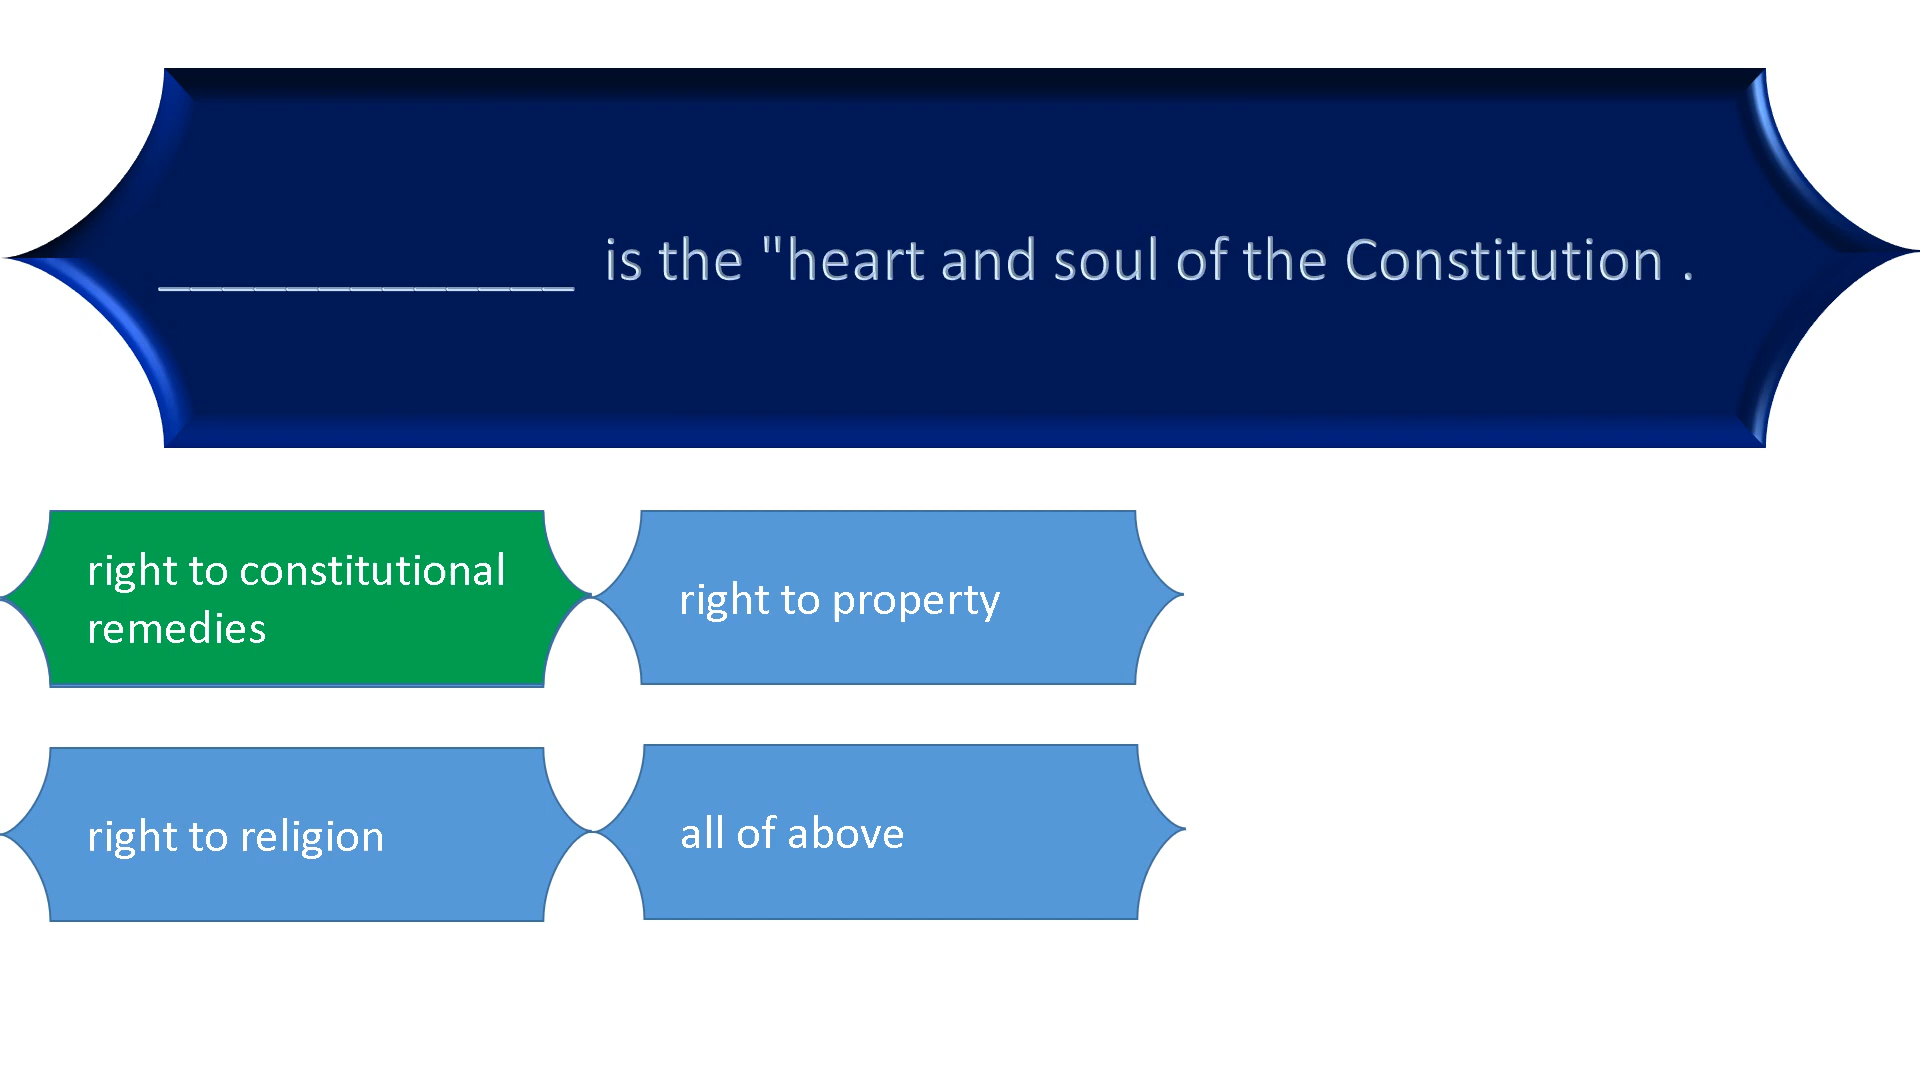 _____________ is the "heart and soul of the Constitution .
right to constitutional
remedies
right to property
right to religion
all of above